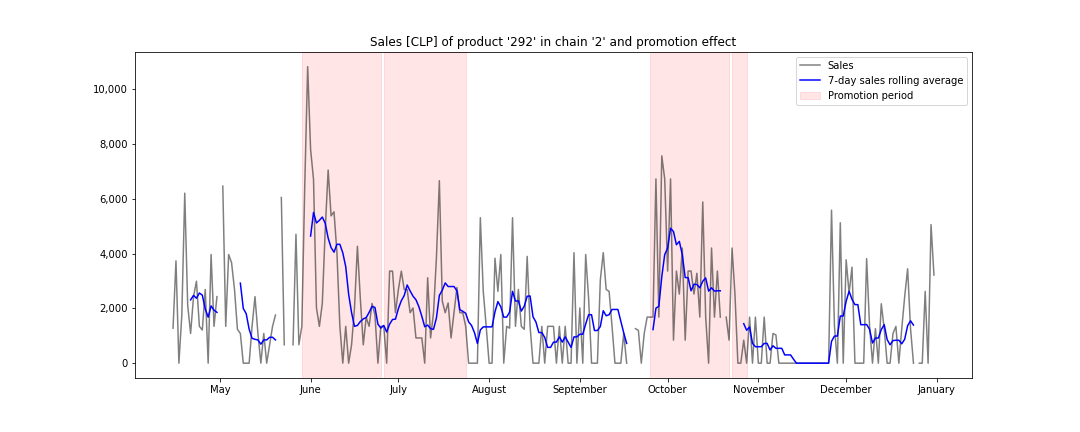 Sales [CLP] of product '292' in chain '2' and promotion effect
Sales
7-day sales rolling average
Promotion period
10,000
8,000
6,000
4,000
2,000
0
May June July August September October November December January